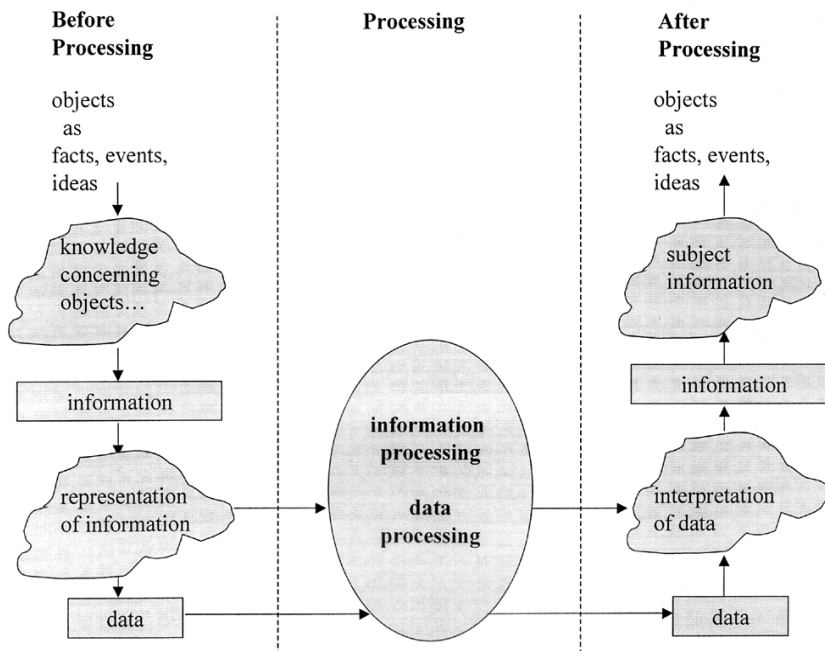 Before
Processing
objects
as
facts, events,
ideas
knowledge
concerning
objects…
information
representation
of information
data
Processing
information
processing
data
processing
After
Processing
objects
as
facts, events,
ideas
subject
information
information
interpretation
of data
data